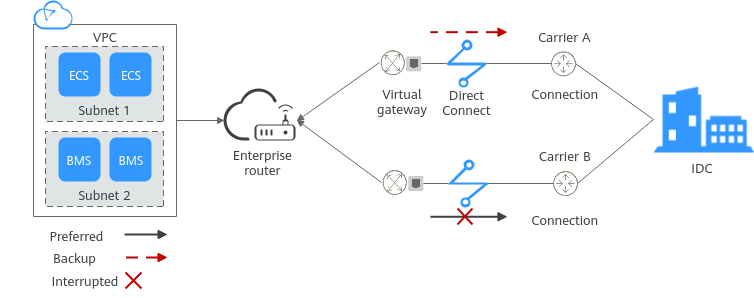 VPC
ECS
ECS
Subnet 1
BMS
BMS
Subnet 2
Enterprise
router
Virtual
gateway
Direct
Connect
Carrier A
Connection
Carrier B
Connection
IDC
Preferred
Backup
Interrupted